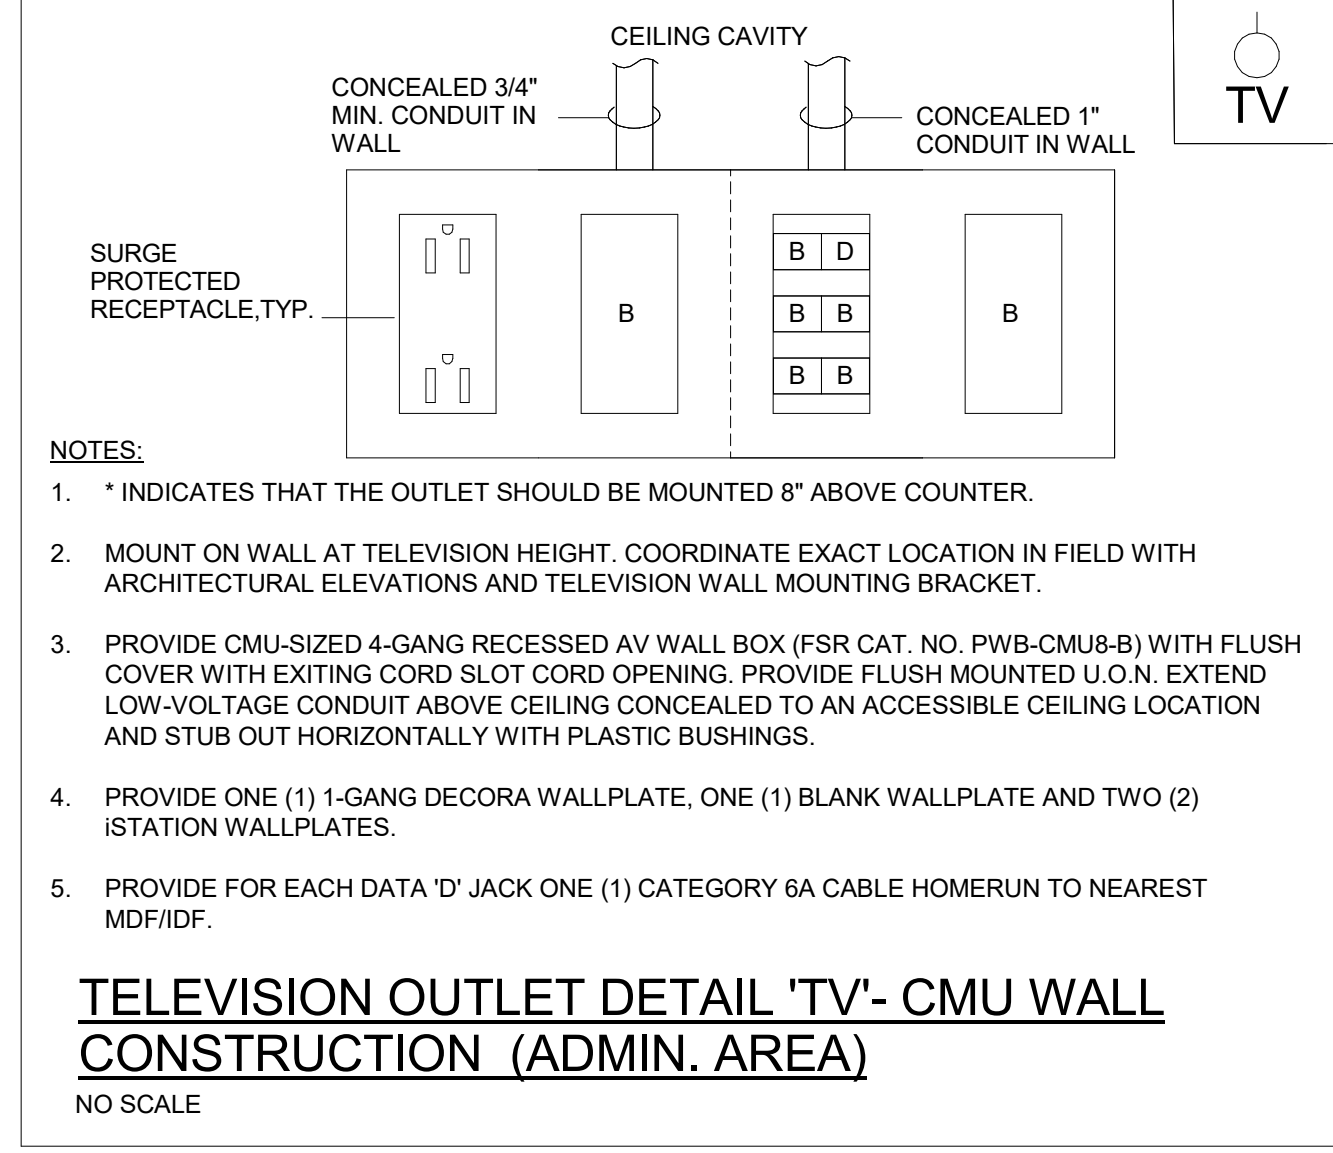 CEILING CAVITY
CONCEALED 3/4"
MIN. CONDUIT IN
WALL
CONCEALED 1"
CONDUIT IN WALL
TV
SURGE
PROTECTED
RECEPTACLE,TYP.
B
B D
B B
B B
B
NOTES:
1. * INDICATES THAT THE OUTLET SHOULD BE MOUNTED 8" ABOVE COUNTER.
2. MOUNT ON WALL AT TELEVISION HEIGHT. COORDINATE EXACT LOCATION IN FIELD WITH
ARCHITECTURAL ELEVATIONS AND TELEVISION WALL MOUNTING BRACKET.
3. PROVIDE CMU-SIZED 4-GANG RECESSED AV WALL BOX (FSR CAT. NO. PWB-CMU8-B) WITH FLUSH
COVER WITH EXITING CORD SLOT CORD OPENING. PROVIDE FLUSH MOUNTED U.O.N. EXTEND
LOW-VOLTAGE CONDUIT ABOVE CEILING CONCEALED TO AN ACCESSIBLE CEILING LOCATION
AND STUB OUT HORIZONTALLY WITH PLASTIC BUSHINGS.
4. PROVIDE ONE (1) 1-GANG DECORA WALLPLATE, ONE (1) BLANK WALLPLATE AND TWO (2)
iSTATION WALLPLATES.
5. PROVIDE FOR EACH DATA 'D' JACK ONE (1) CATEGORY 6A CABLE HOMERUN TO NEAREST
MDF/IDF.
TELEVISION OUTLET DETAIL 'TV'- CMU WALL
CONSTRUCTION (ADMIN. AREA)
NO SCALE